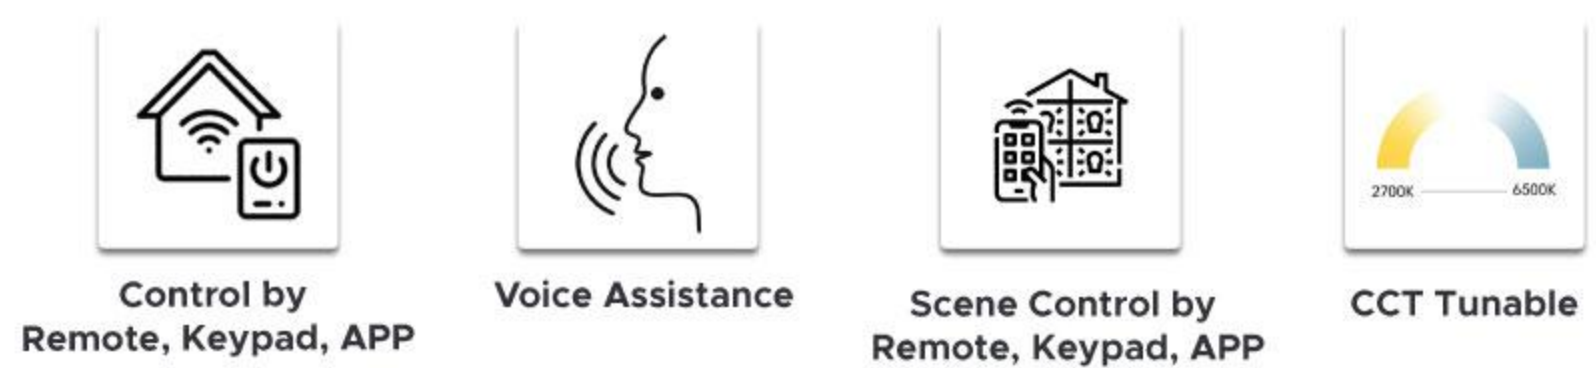 Control by
Remote, Keypad, APP
Voice Assistance
Scene Control by
Remote, Keypad, APP
2700K
6500K
CCT Tunable